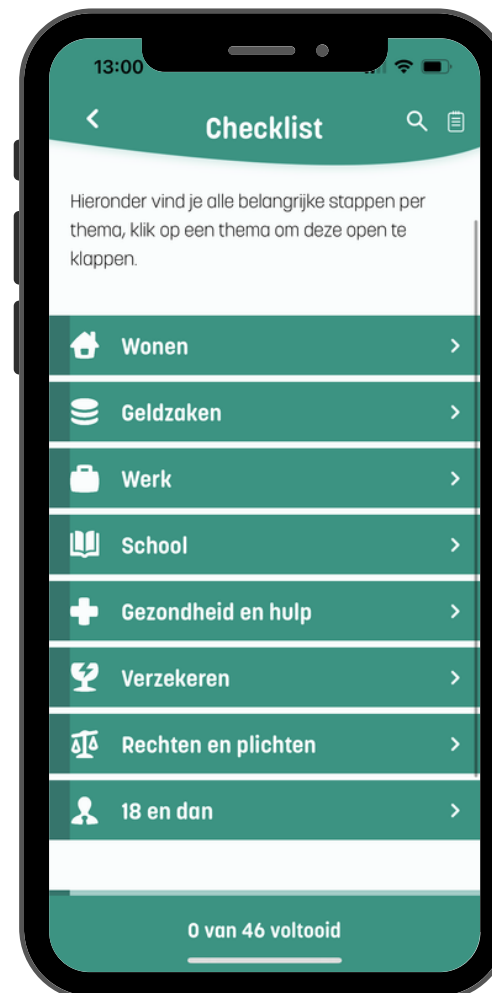 13:00
Checklist
Hieronder vind je alle belangrijke stappen per
thema, klik op een thema om deze open te
klappen.
Wonen
Geldzaken
Werk
School
Gezondheid en hulp
Verzekeren
Rechten en plichten
18 en dan
0 van 46 voltooid